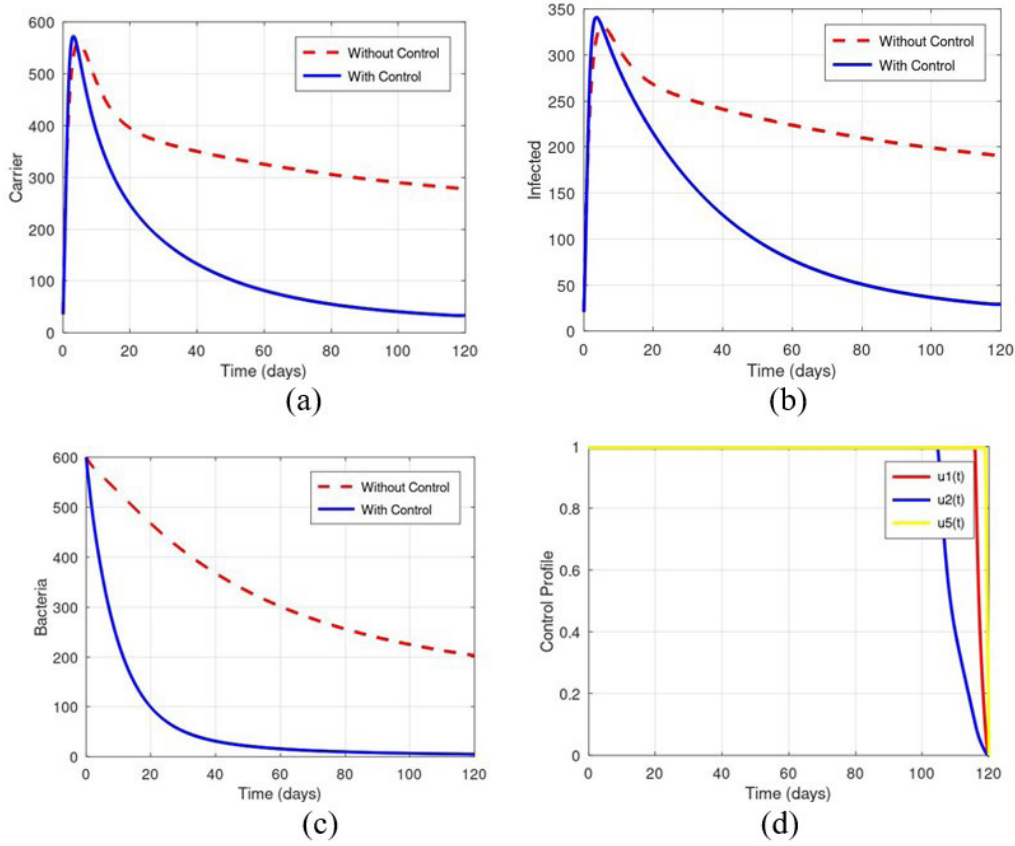 600
500
400
300
200
100
0
Carrier
Without Control
With Control
0 20 40 60 80 100 120
Time (days)
(a)
350
300
250
200
150
100
50
0
Infected
Without Control
With Control
0 20 40 60 80 100 120
Time (days)
(b)
600
500
400
300
200
100
0
Bacteria
Without Control
With Control
0 20 40 60 80 100 120
Time (days)
(c)
1
0.8
0.6
0.4
0.2
0
Control Profile
u1(t)
u2(t)
u5(t)
0 20 40 60 80 100 120
Time (days)
(d)